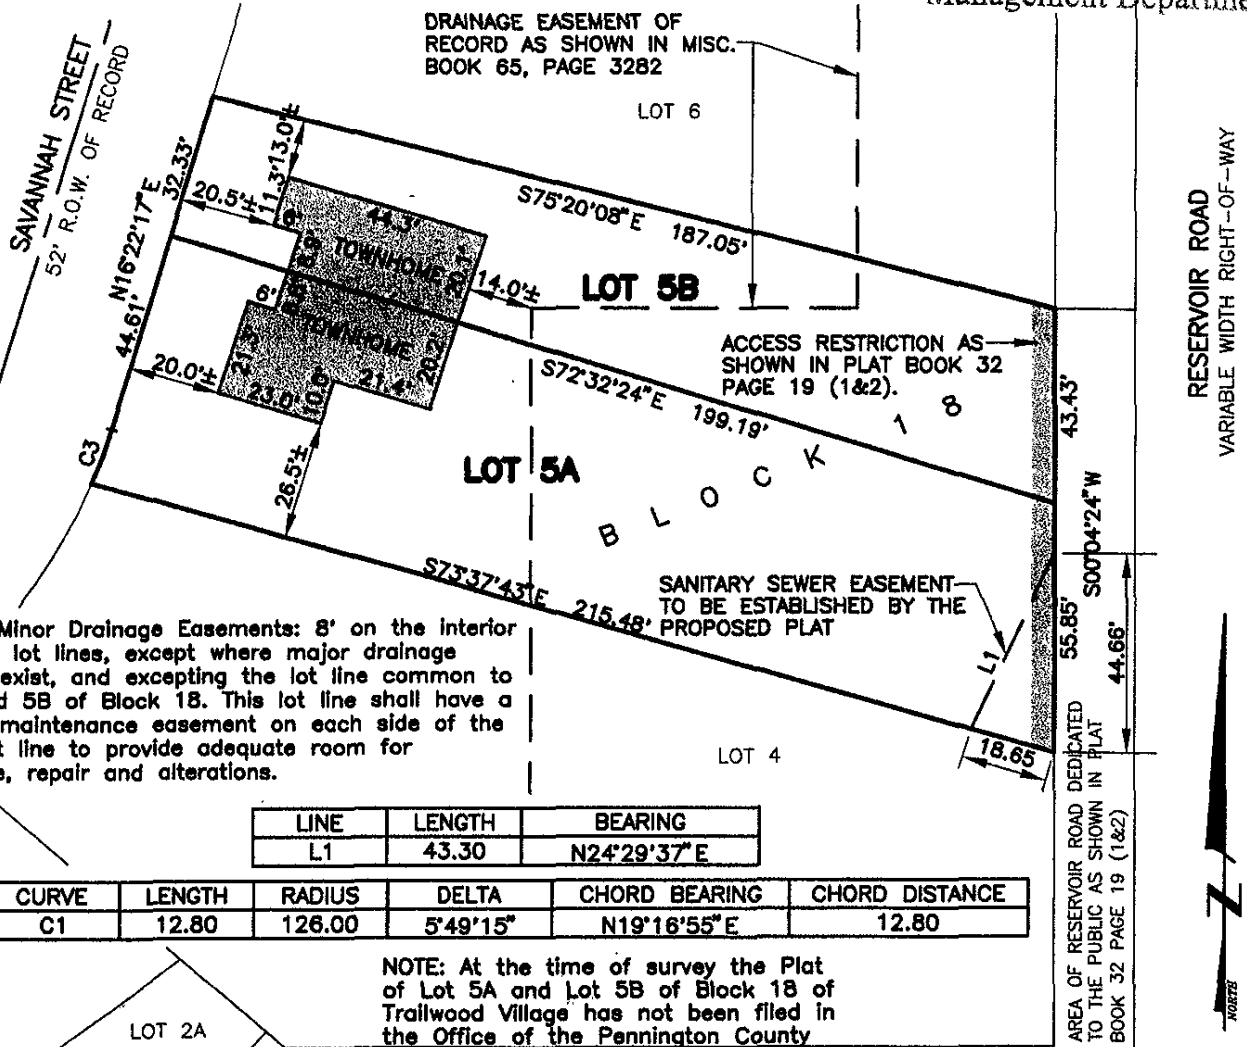 Management Departme
DRAINAGE EASEMENT OF
RECORD AS SHOWN IN MISC.
BOOK 65, PAGE 3282
SAVANNAH STREET
52' R.O.W. OF RECORD
LOT 6
RESERVOIR ROAD
VARIABLE WIDTH RIGHT-OF-WAY
13.0'±
11.3'
32.33'
N16°22'17"E
44.61'
20.5'±
6'
44.3'
TOWNHOME
20.1'
S75°20'08"E 187.05'
14.0'±
LOT 5B
6'
TOWNHOME
21.3'
20.2'
20.0'±
23.0'
10.0'
21.4'
ACCESS RESTRICTION AS
SHOWN IN PLAT BOOK 32
PAGE 19 (1&2).
S72°32'24"E 199.19'
43.43'
C3
26.5'±
LOT 5A
BLOCK 18
S00°04'24"W
S73°37'43"E 215.48'
SANITARY SEWER EASEMENT
TO BE ESTABLISHED BY THE
PROPOSED PLAT
L1
55.85'
44.66'
18.65
LOT 4
Minor Drainage Easements: 8' on the interior
lot lines, except where major drainage
exist, and excepting the lot line common to
d 5B of Block 18. This lot line shall have a
maintenance easement on each side of the
t line to provide adequate room for
e, repair and alterations.
LINE LENGTH BEARING
L1 43.30 N24°29'37"E
CURVE LENGTH RADIUS DELTA CHORD BEARING CHORD DISTANCE
C1 12.80 126.00 5°49'15" N19°16'55"E 12.80
NOTE: At the time of survey the Plat
of Lot 5A and Lot 5B of Block 18 of
Trailwood Village has not been filed in
the Office of the Pennington County
LOT 2A
AREA OF RESERVOIR ROAD DEDICATED
TO THE PUBLIC AS SHOWN IN PLAT
BOOK 32 PAGE 19 (1&2)
NORTH